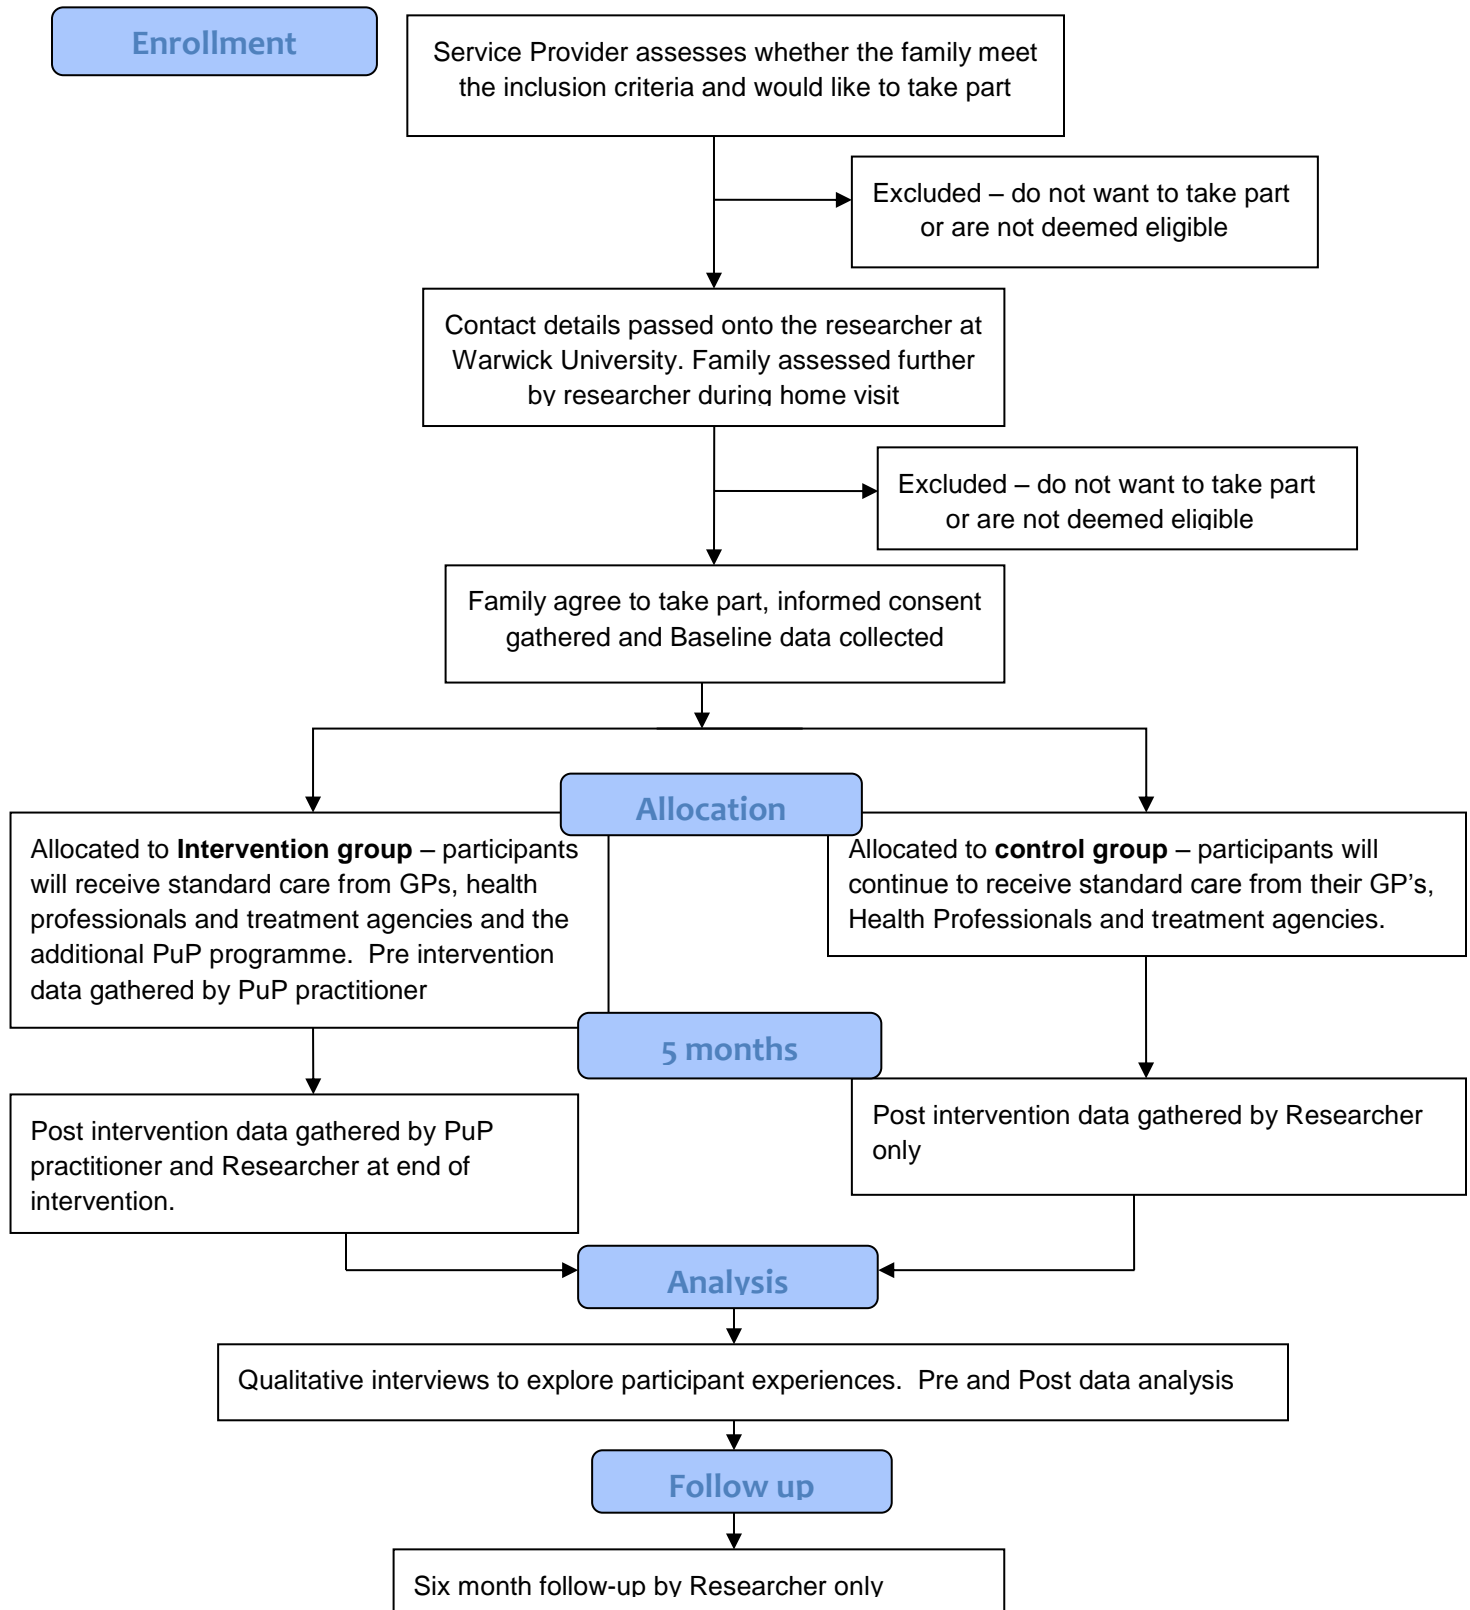 Enrollment
Service Provider assesses whether the family meet
the inclusion criteria and would like to take part
Excluded – do not want to take part
or are not deemed eligible
Contact details passed onto the researcher at
Warwick University. Family assessed further
by researcher during home visit
Excluded – do not want to take part
or are not deemed eligible
Family agree to take part, informed consent
gathered and Baseline data collected
Allocation
Allocated to Intervention group – participants
will receive standard care from GPs, health
professionals and treatment agencies and the
additional PuP programme.  Pre intervention
data gathered by PuP practitioner
Allocated to control group – participants will
continue to receive standard care from their GP's,
Health Professionals and treatment agencies.
5 months
Post intervention data gathered by PuP
practitioner and Researcher at end of
intervention.
Post intervention data gathered by Researcher
only
Analysis
Qualitative interviews to explore participant experiences.  Pre and Post data analysis
Follow up
Six month follow-up by Researcher only